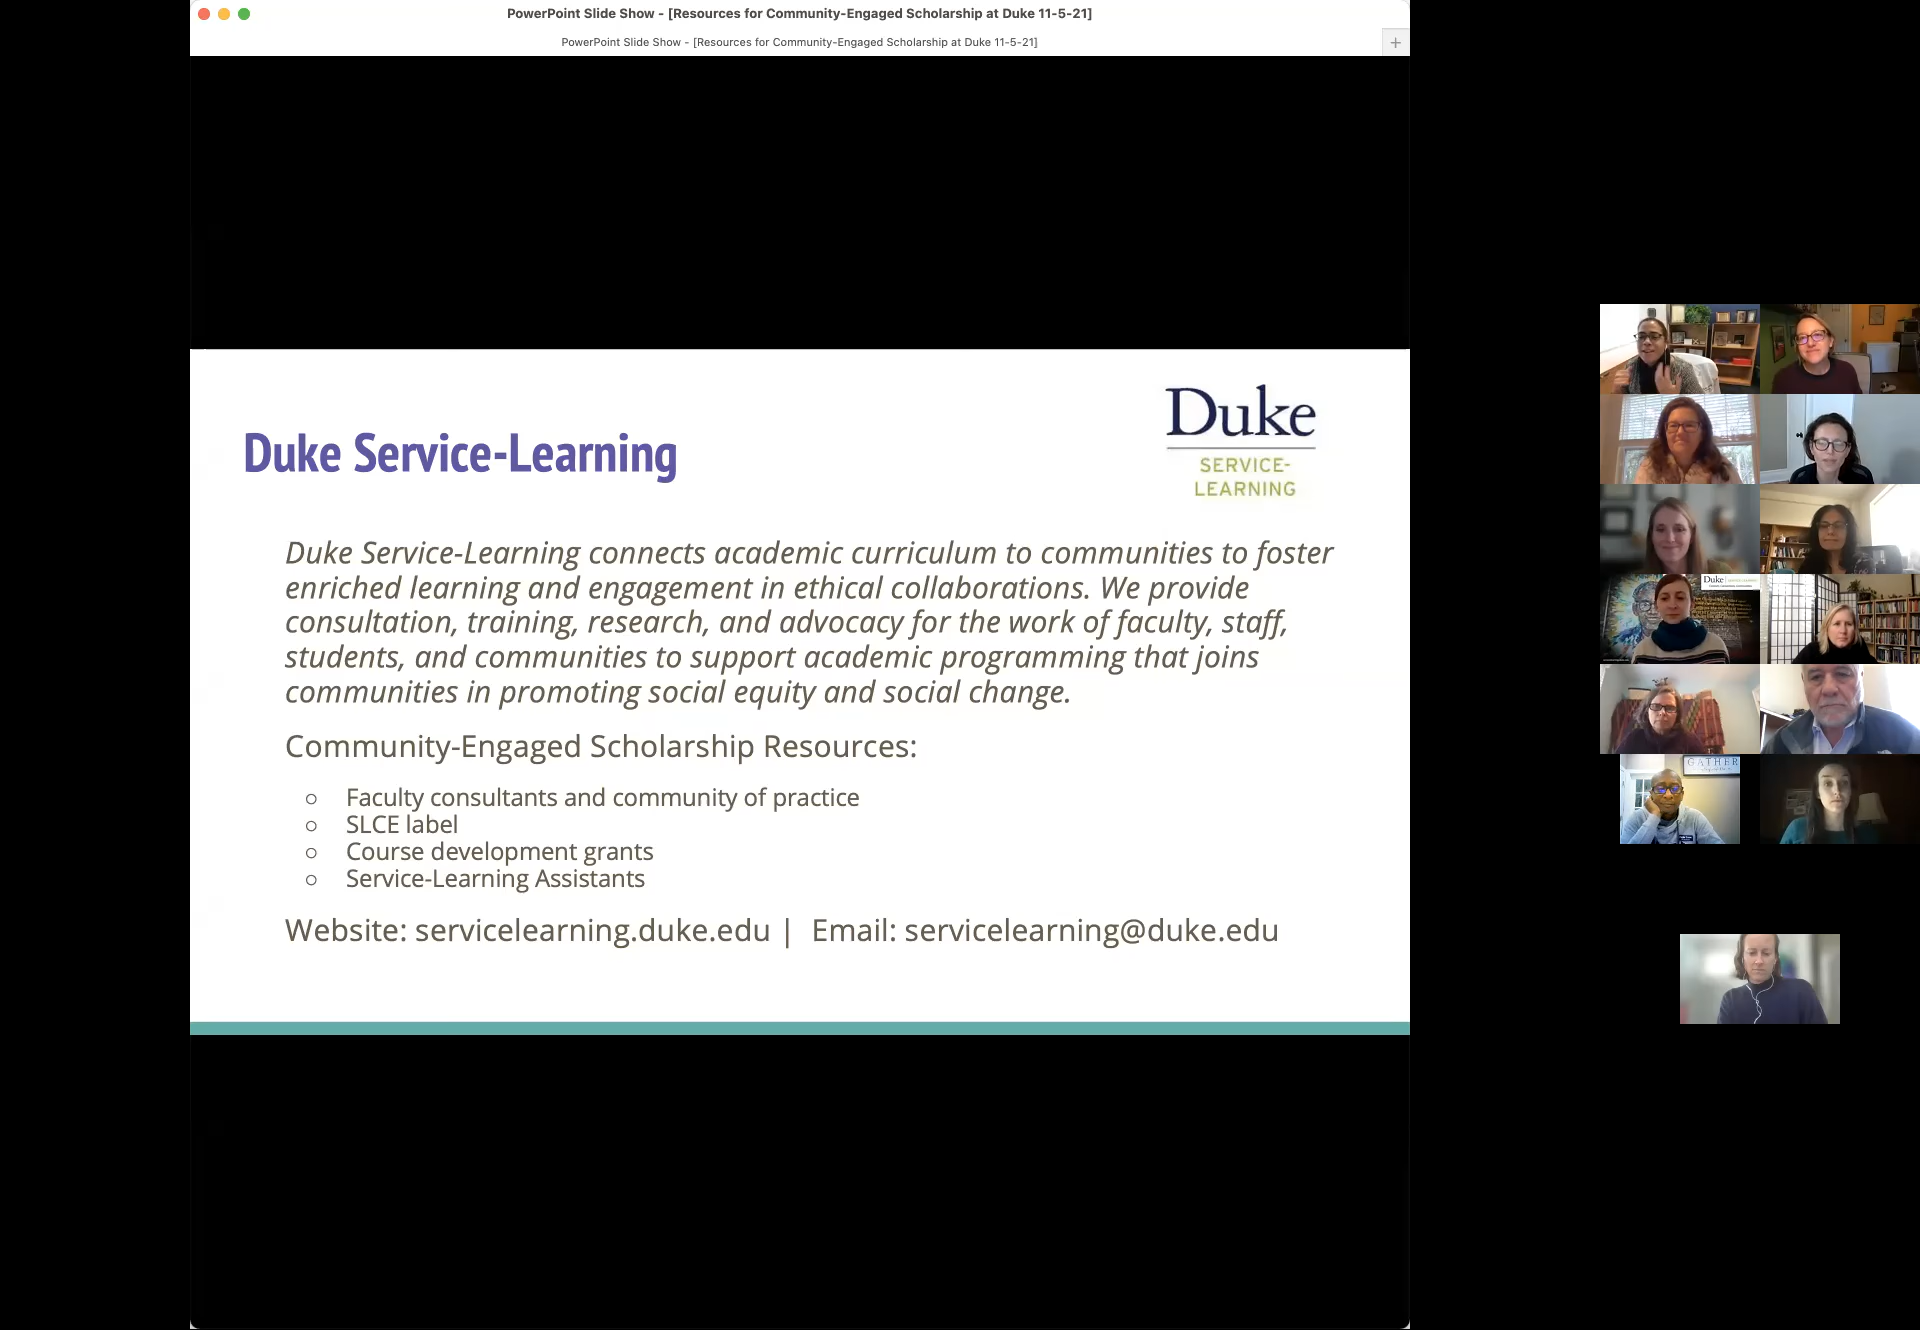 PowerPoint Slide Show - [Resources for Community-Engaged Scholarship at Duke 11-5-21]
PowerPoint Slide Show - [Resources for Community-Engaged Scholarship at Duke 11-5-21]
Duke
SERVICE-
LEARNING
Duke Service-Learning
Duke Service-Learning connects academic curriculum to communities to foster
enriched learning and engagement in ethical collaborations. We provide
consultation, training, research, and advocacy for the work of faculty, staff,
students, and communities to support academic programming that joins
communities in promoting social equity and social change.
Community-Engaged Scholarship Resources:
○ Faculty consultants and community of practice
○ SLCE label
○ Course development grants
○ Service-Learning Assistants
Website: servicelearning.duke.edu | Email: servicelearning@duke.edu
Duke
GATHER